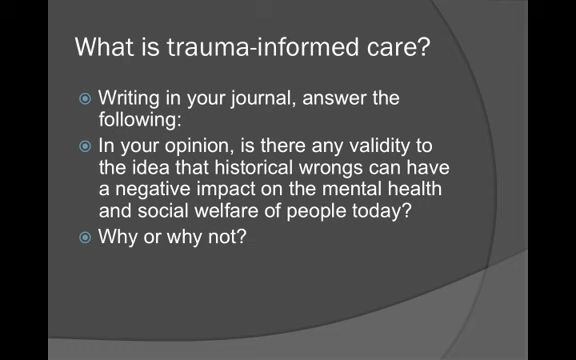 What is trauma-informed care?
Writing in your journal, answer the
following:
In your opinion, is there any validity to
the idea that historical wrongs can have
a negative impact on the mental health
and social welfare of people today?
Why or why not?